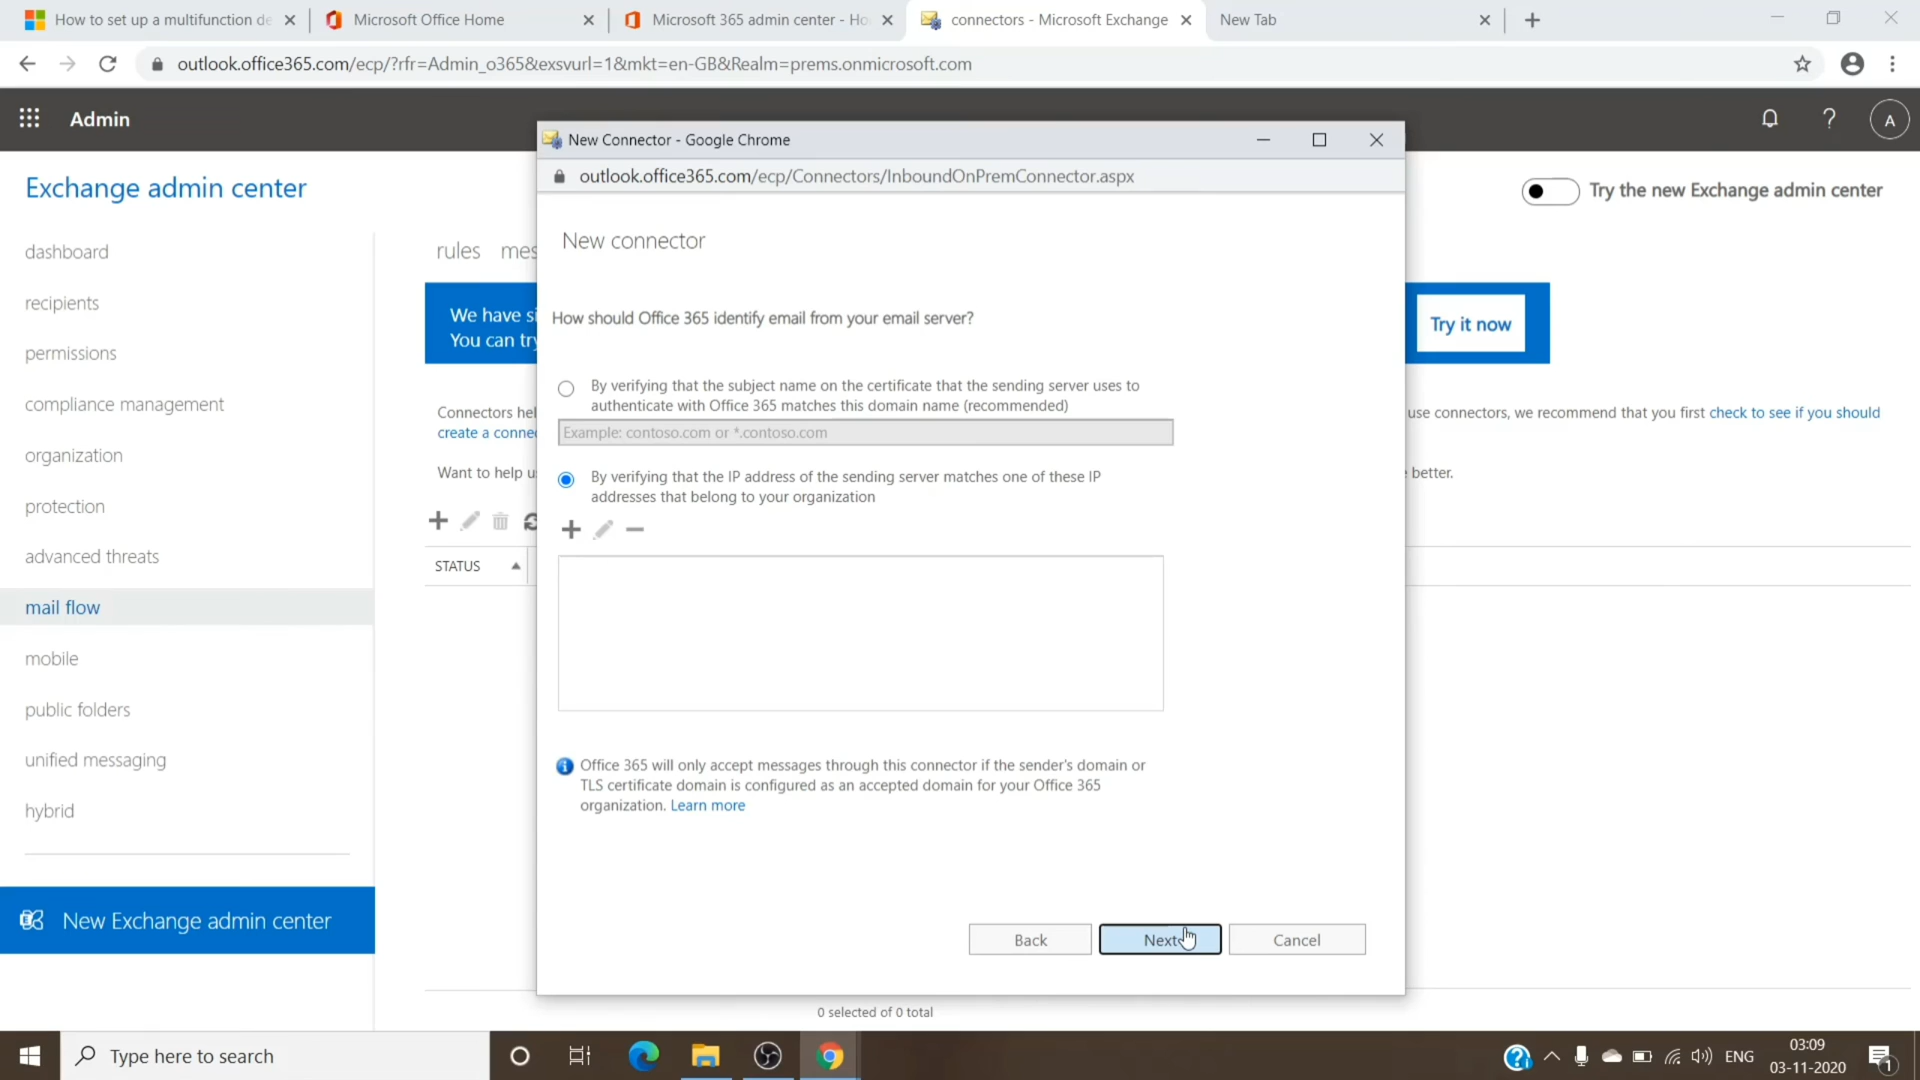 How to set up a multifunction de
Microsoft Office Home
Microsoft 365 admin center - Ho
connectors - Microsoft Exchange
New Tab
outlook.office365.com/ecp/?rfr=Admin_o365&exsvurl=1&mkt=en-GB&Realm=prems.onmicrosoft.com
Admin
A
New Connector - Google Chrome
outlook.office365.com/ecp/Connectors/InboundOnPremConnector.aspx
Exchange admin center
Try the new Exchange admin center
dashboard
recipients
permissions
compliance management
organization
protection
advanced threats
mail flow
mobile
public folders
unified messaging
hybrid
New Exchange admin center
rules mes
We have si
You can try
Try it now
Connectors hel
use connectors, we recommend that you first check to see if you should
create a connec
Want to help u
better.
STATUS
New connector
How should Office 365 identify email from your email server?
By verifying that the subject name on the certificate that the sending server uses to
authenticate with Office 365 matches this domain name (recommended)
Example: contoso.com or *.contoso.com
By verifying that the IP address of the sending server matches one of these IP
addresses that belong to your organization
Office 365 will only accept messages through this connector if the sender's domain or
TLS certificate domain is configured as an accepted domain for your Office 365
organization. Learn more
Back
Next
Cancel
0 selected of 0 total
Type here to search
ENG
03:09
03-11-2020
1